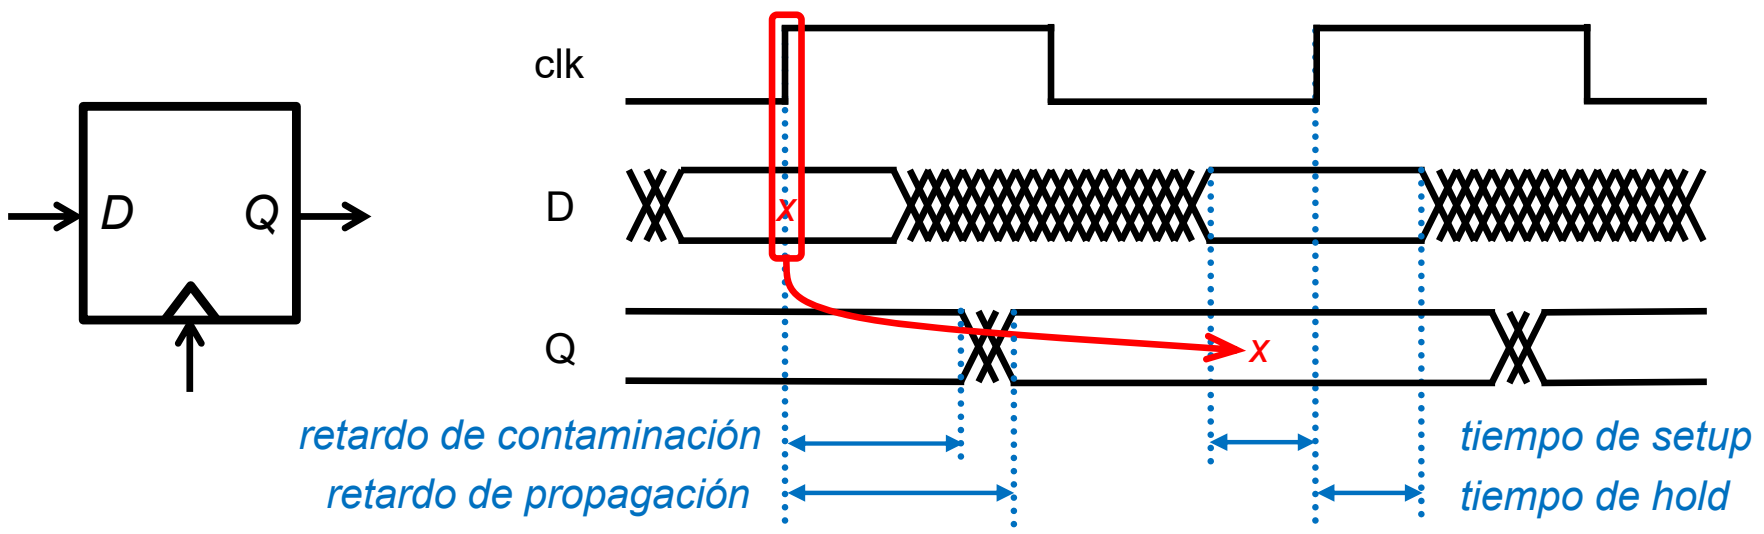 clk
D
Q
D
x
Q
x
retardo de contaminación
tiempo de setup
retardo de propagación
tiempo de hold